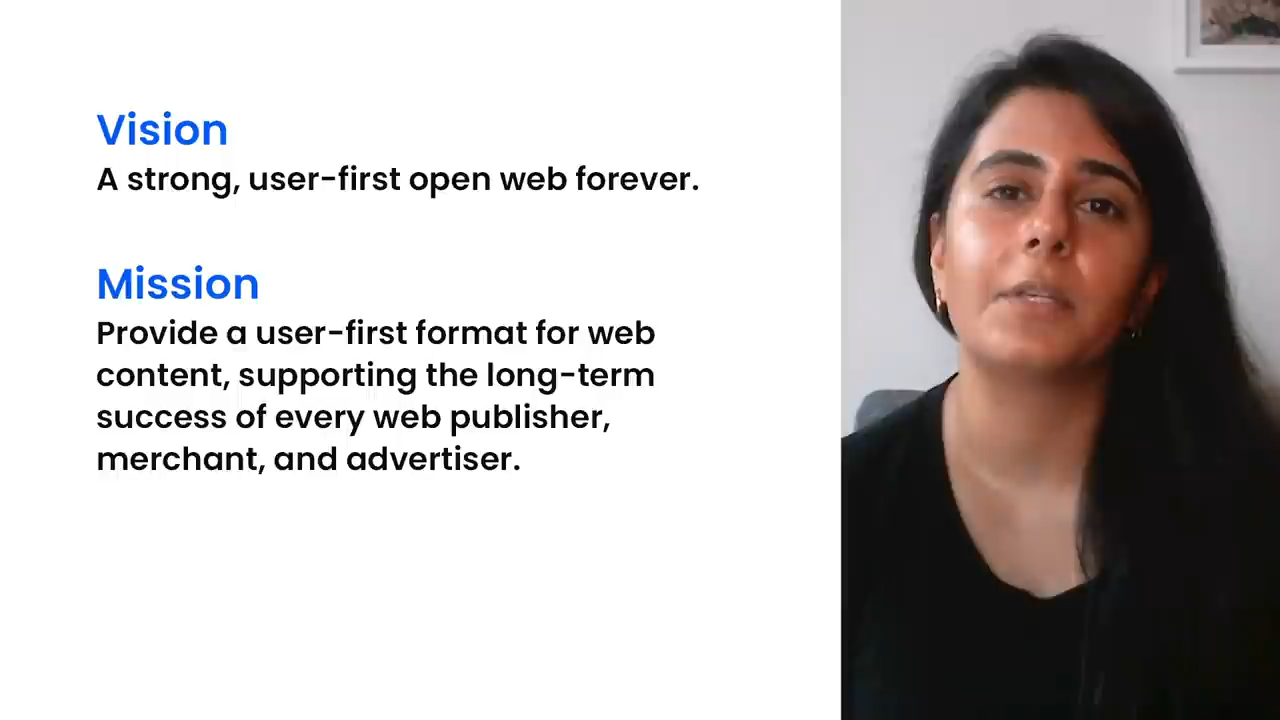 Vision
A strong, user-first open web forever.
Mission
Provide a user-first format for web
content, supporting the long-term
success of every web publisher,
merchant, and advertiser.